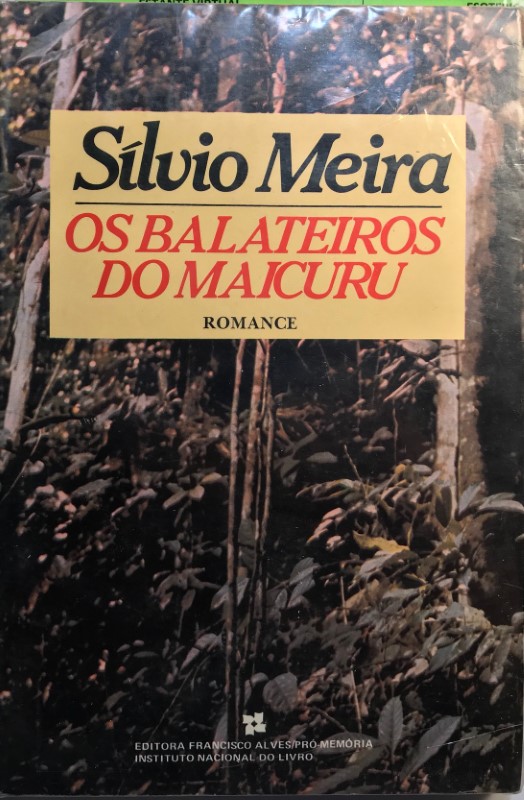 Sílvio Meira
OS BALATEIROS
DO MAICURU
ROMANCE
EDITORA FRANCISCO ALVES/PRÓ-MEMÓRIA
INSTITUTO NACIONAL DO LIVRO